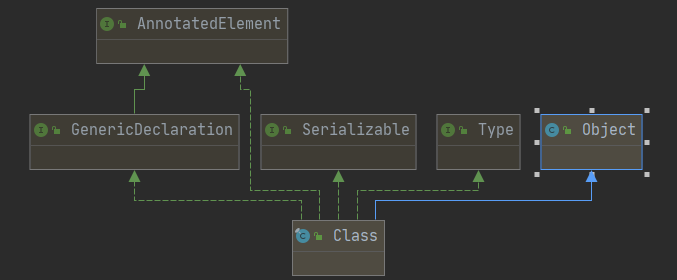 AnnotatedElement
GenericDeclaration
Serializable
Type
Object
Class